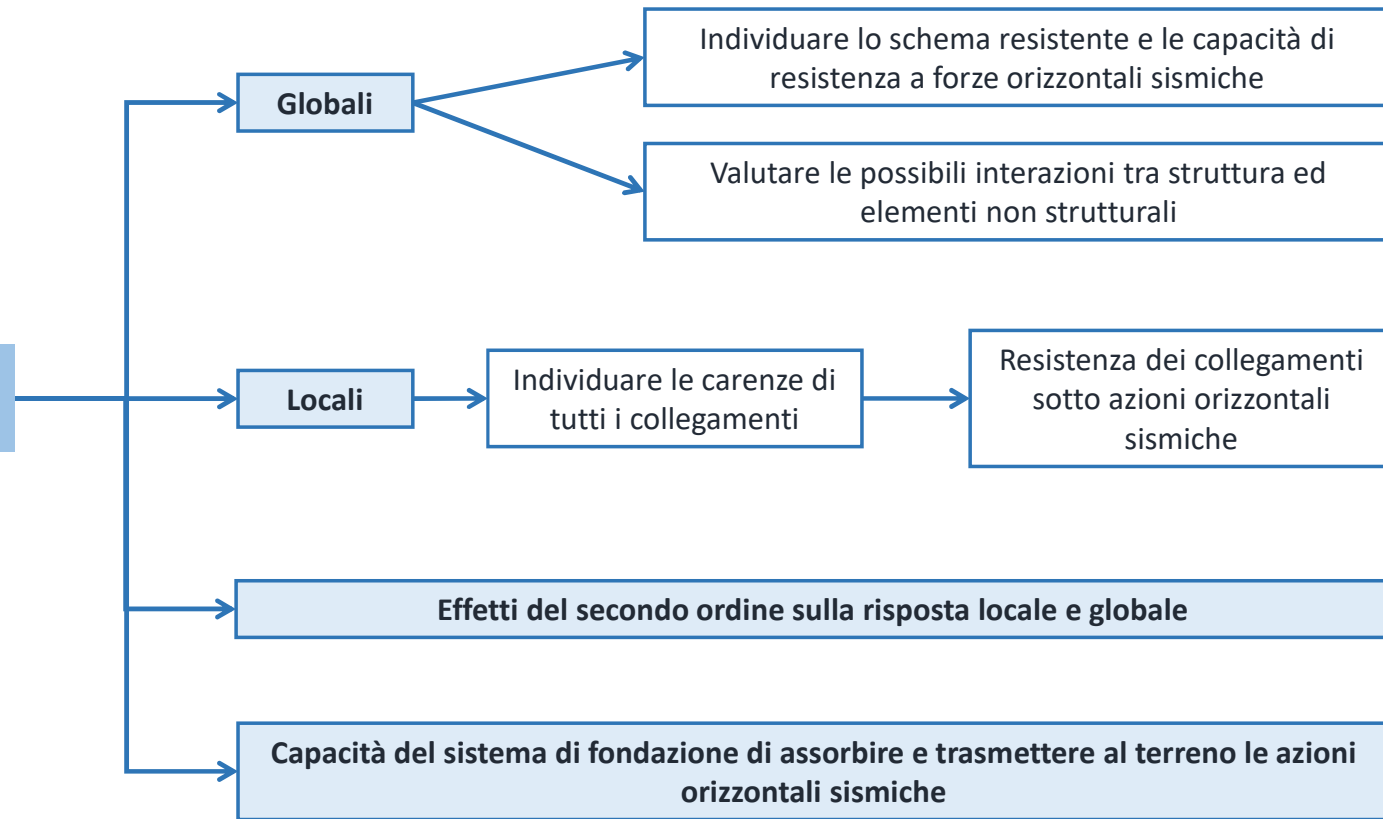 Individuare lo schema resistente e le capacità di
resistenza a forze orizzontali sismiche
Globali
Valutare le possibili interazioni tra struttura ed
elementi non strutturali
Locali
Individuare le carenze di
tutti i collegamenti
Resistenza dei collegamenti
sotto azioni orizzontali
sismiche
Effetti del secondo ordine sulla risposta locale e globale
Capacità del sistema di fondazione di assorbire e trasmettere al terreno le azioni
orizzontali sismiche